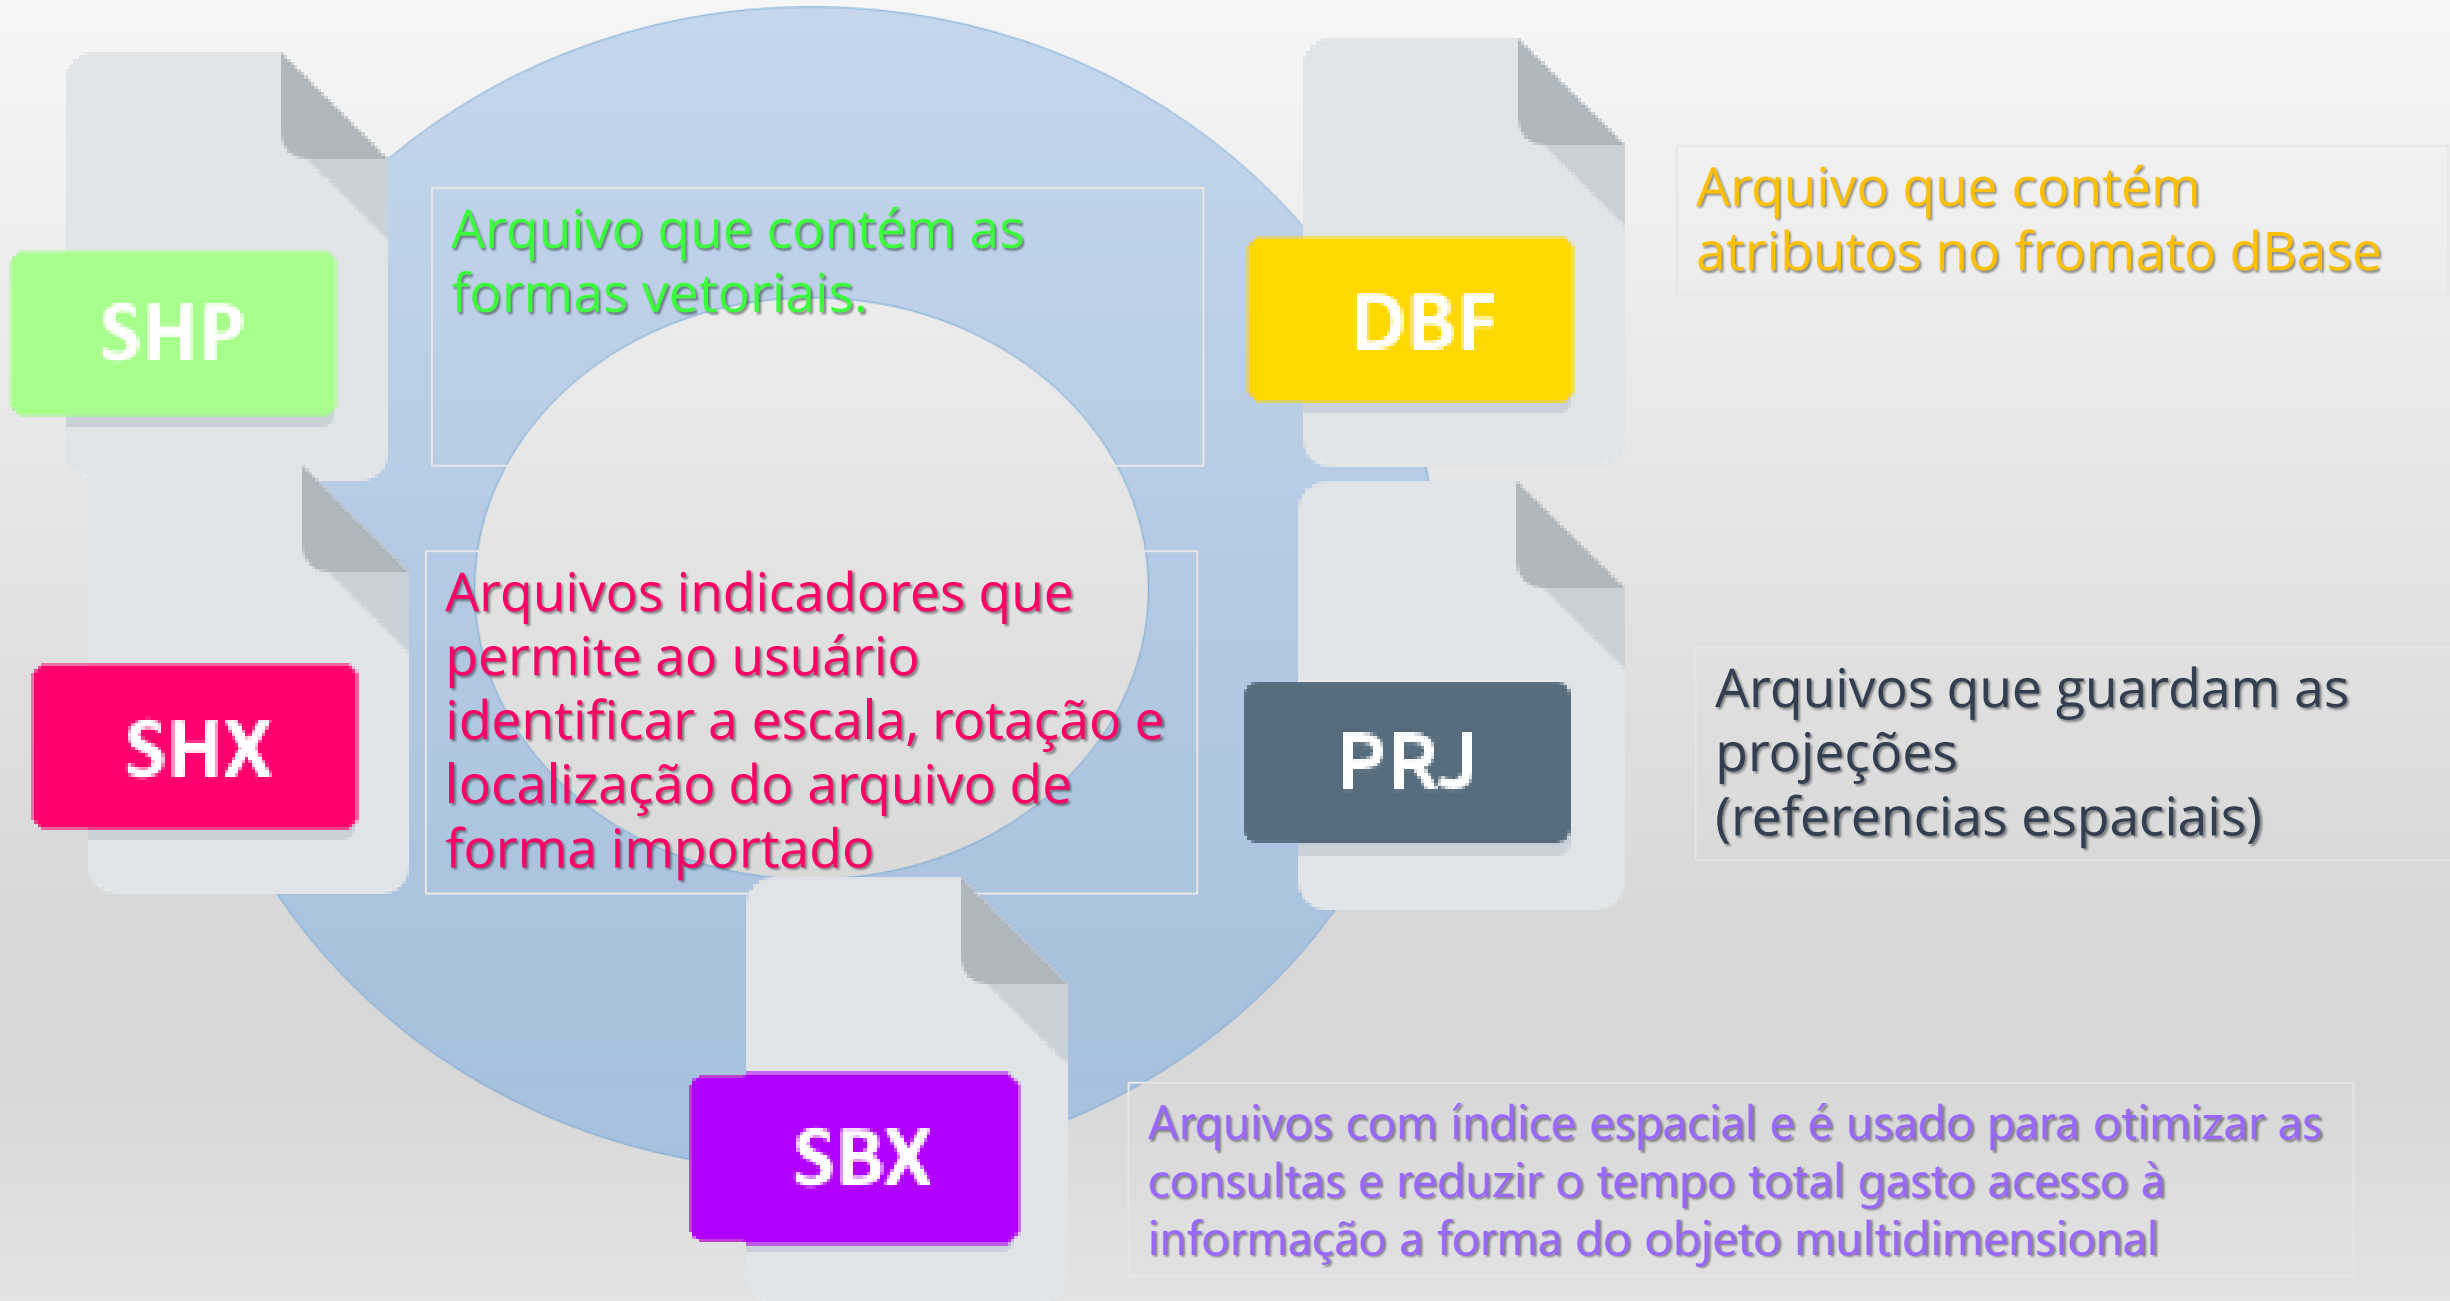 SHP
Arquivo que contém as
formas vetoriais.
DBF
Arquivo que contém
atributos no fromato dBase
SHX
Arquivos indicadores que
permite ao usuário
identificar a escala, rotação e
localização do arquivo de
forma importado
PRJ
Arquivos que guardam as
projeções
(referencias espaciais)
SBX
Arquivos com índice espacial e é usado para otimizar as
consultas e reduzir o tempo total gasto acesso à
informação a forma do objeto multidimensional